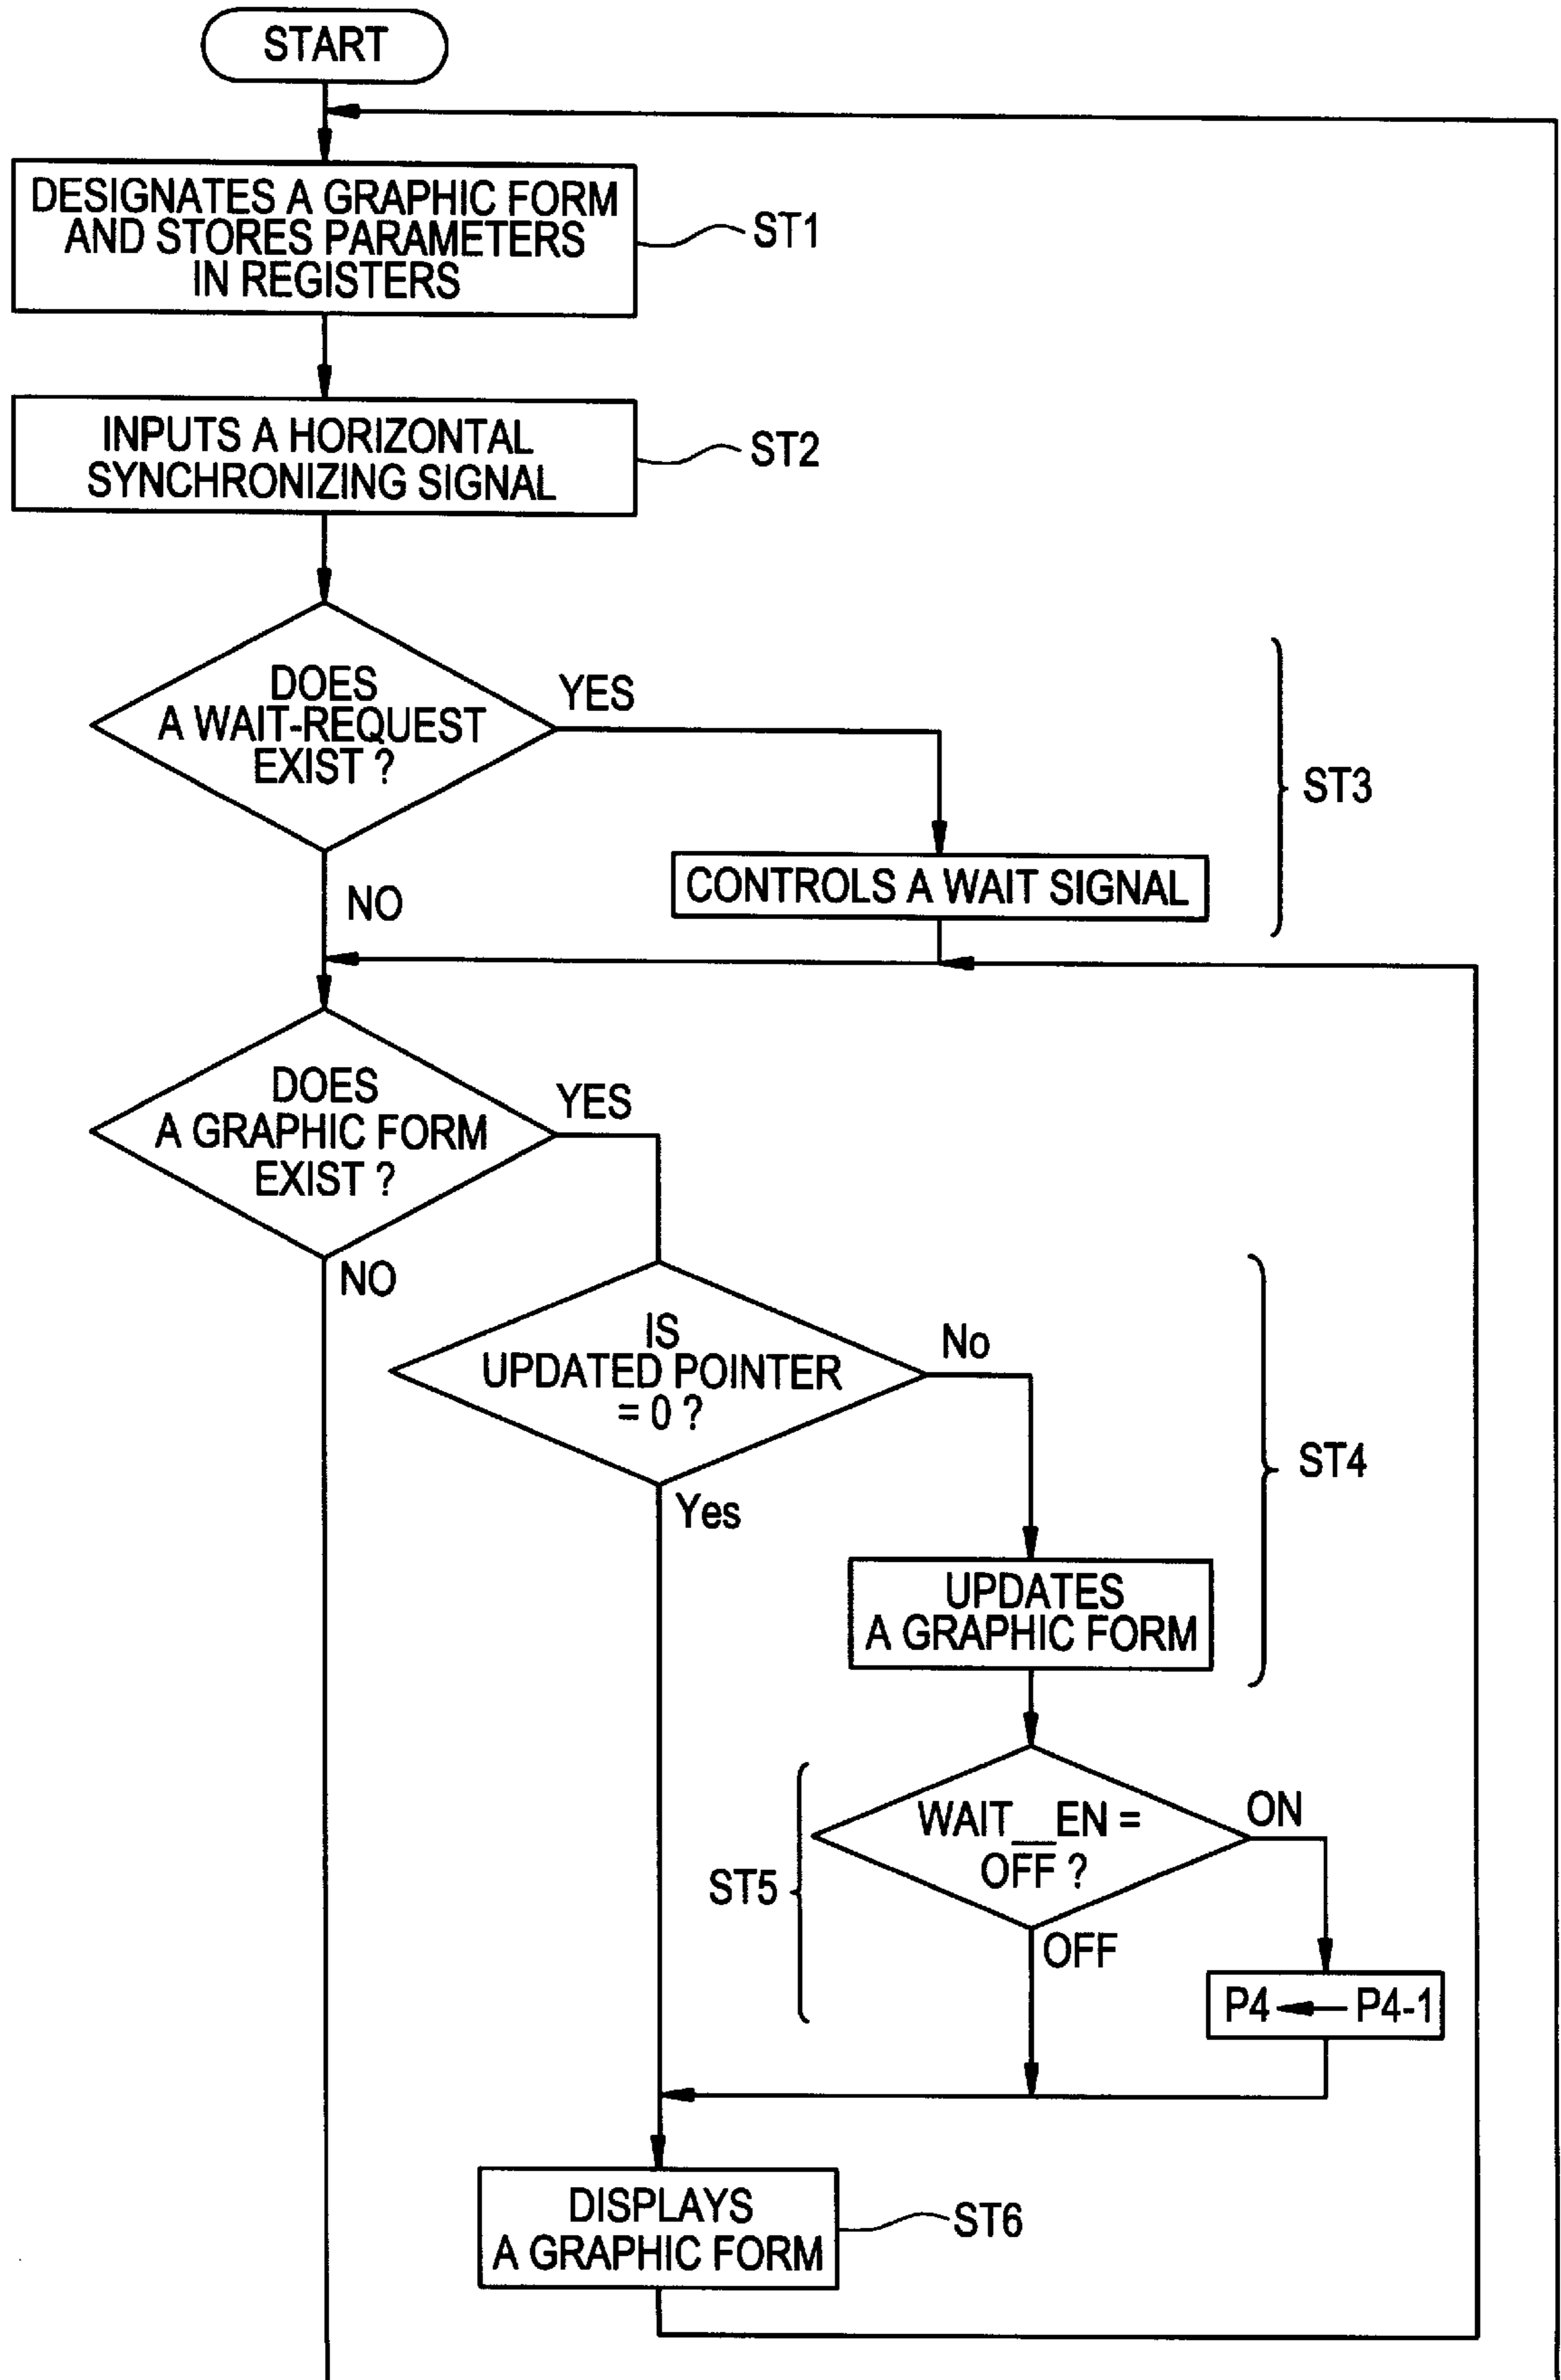 START
DESIGNATES A GRAPHIC FORM
AND STORES PARAMETERS
IN REGISTERS
ST1
INPUTS A HORIZONTAL
SYNCHRONIZING SIGNAL
ST2
DOES
A WAIT-REQUEST
EXIST ?
YES
ST3
CONTROLS A WAIT SIGNAL
NO
DOES
A GRAPHIC FORM
EXIST ?
YES
NO
IS
UPDATED POINTER
= 0 ?
No
ST4
Yes
UPDATES
A GRAPHIC FORM
WAIT__EN =
OFF ?
ON
ST5
OFF
P4 ← P4-1
DISPLAYS
A GRAPHIC FORM
ST6